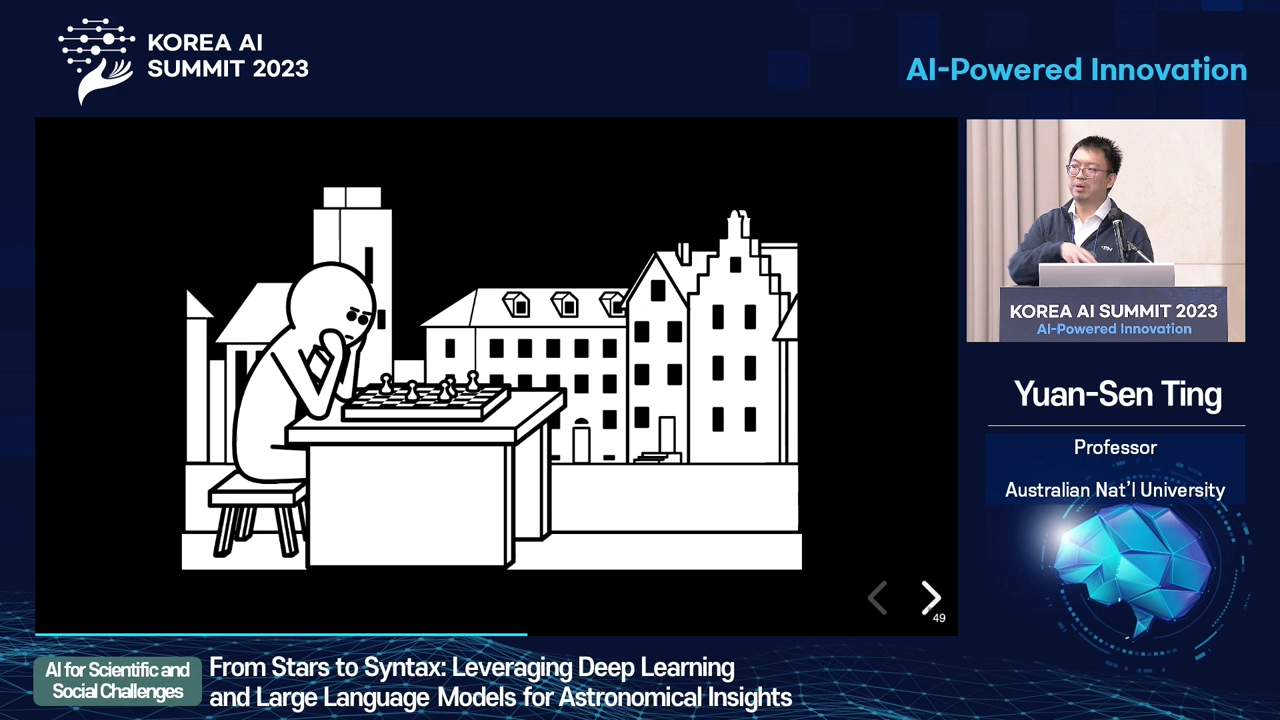 KOREA AI
SUMMIT 2023
AI-Powered Innovation
KOREA AI SUMMIT 2023
AI-Powered Innovation
Yuan-Sen Ting
Professor
Australian Nat'l University
49
AI for Scientific and
Social Challenges
From Stars to Syntax: Leveraging Deep Learning
and Large Language Models for Astronomical Insights